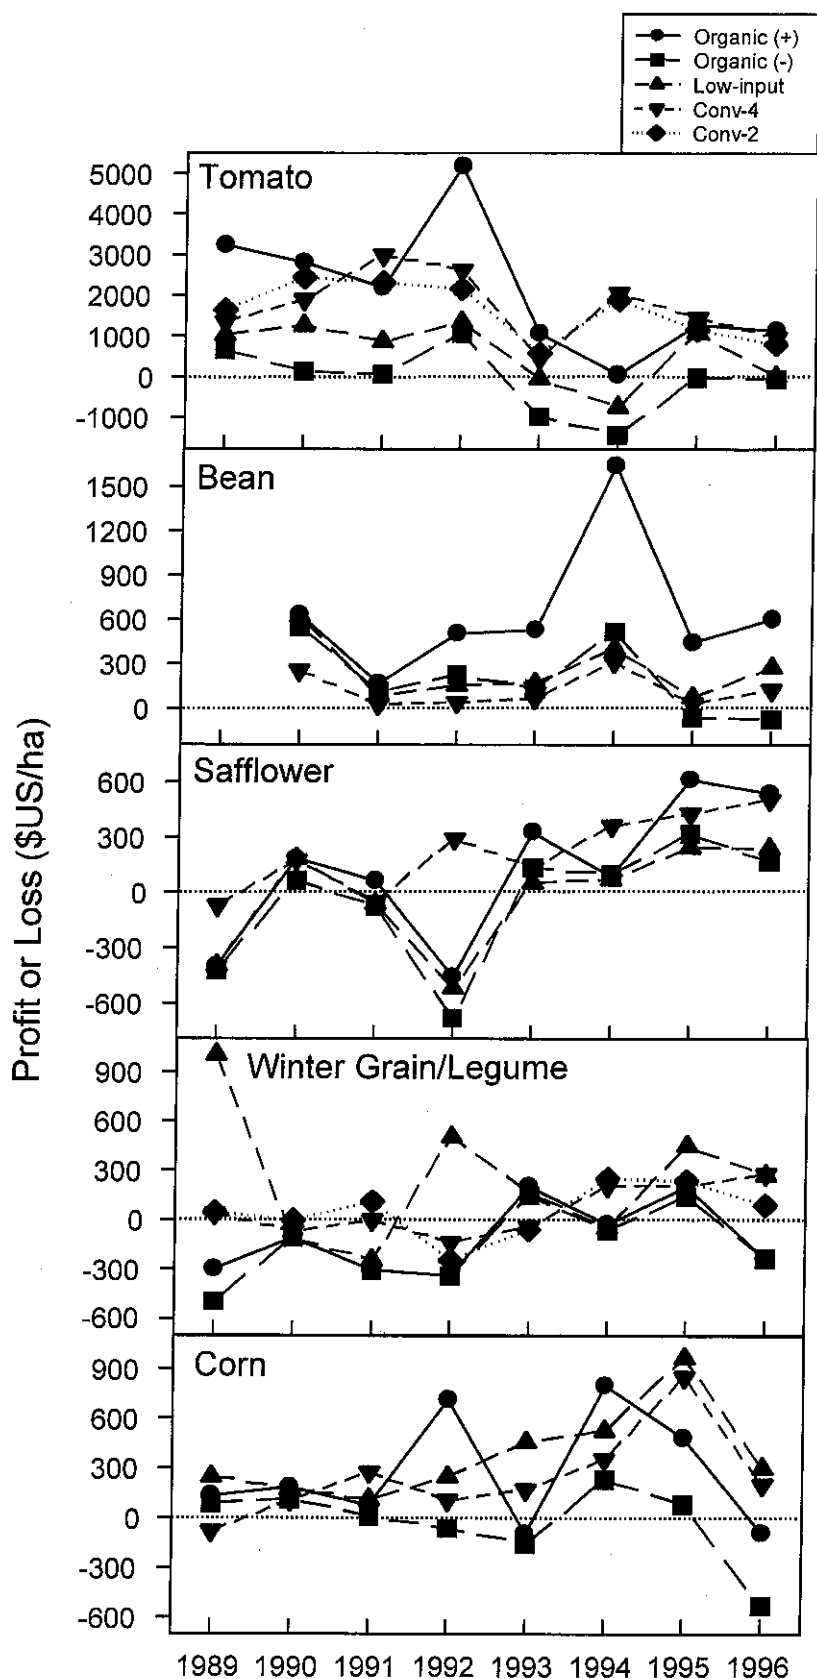 Organic (+)
Organic (-)
Low-input
Conv-4
Conv-2
Tomato
5000
4000
3000
2000
1000
0
-1000
Bean
1500
1200
900
600
300
0
Safflower
600
300
0
-300
-600
Profit or Loss ($US/ha)
Winter Grain/Legume
900
600
300
0
-300
-600
Corn
900
600
300
0
-300
-600
1989 1990 1991 1992 1993 1994 1995 1996